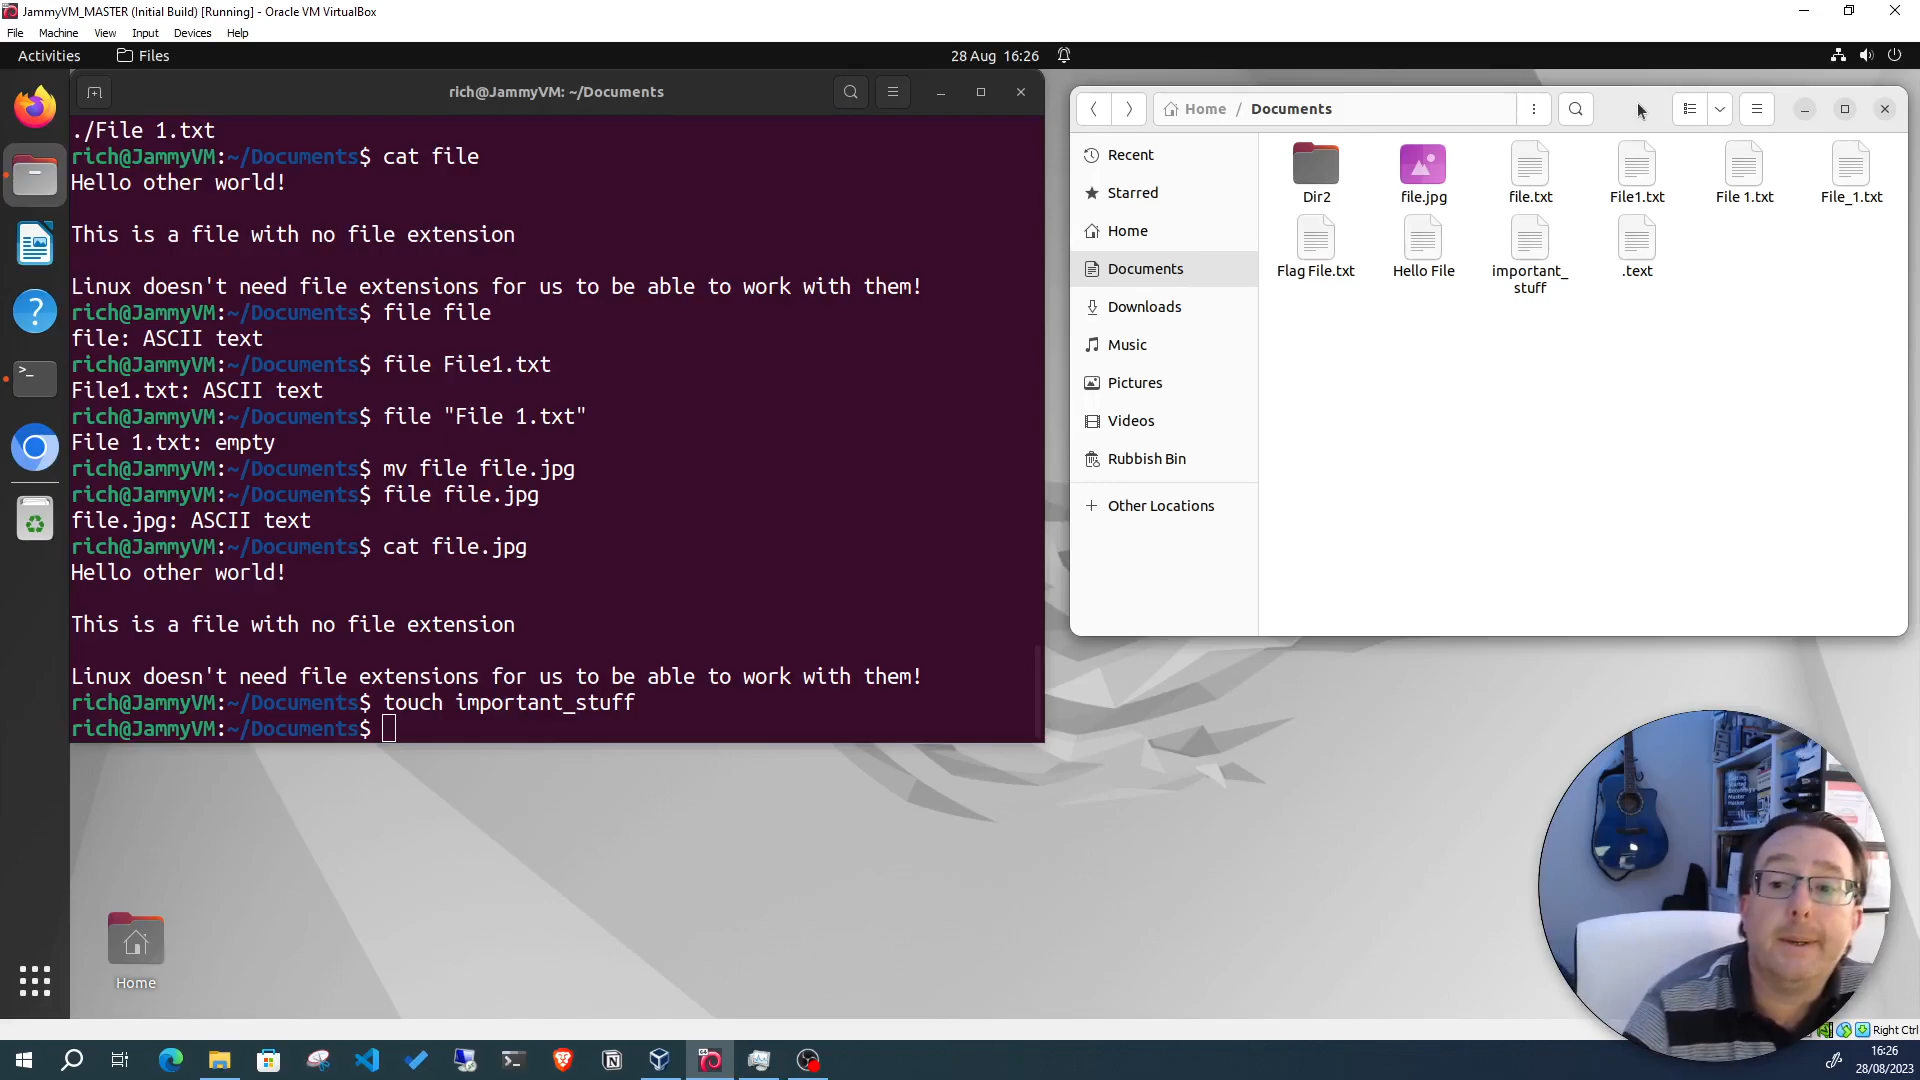 JammyVM_MASTER (Initial Build) [Running] - Oracle VM VirtualBox
File Machine View Input Devices Help
Activities Files 28 Aug 16:26
rich@JammyVM: ~/Documents
./File 1.txt
rich@JammyVM:~/Documents$ cat file
Hello other world!
This is a file with no file extension
Linux doesn't need file extensions for us to be able to work with them!
rich@JammyVM:~/Documents$ file file
file: ASCII text
rich@JammyVM:~/Documents$ file File1.txt
File1.txt: ASCII text
rich@JammyVM:~/Documents$ file "File 1.txt"
File 1.txt: empty
rich@JammyVM:~/Documents$ mv file file.jpg
rich@JammyVM:~/Documents$ file file.jpg
file.jpg: ASCII text
rich@JammyVM:~/Documents$ cat file.jpg
Hello other world!
This is a file with no file extension
Linux doesn't need file extensions for us to be able to work with them!
rich@JammyVM:~/Documents$ touch important_stuff
rich@JammyVM:~/Documents$
Home / Documents
Recent
Starred
Home
Documents
Downloads
Music
Pictures
Videos
Rubbish Bin
+ Other Locations
Dir2 file.jpg file.txt File1.txt File 1.txt File_1.txt
Flag File.txt Hello File important_ .text
stuff
Home
Right Ctrl
16:26
28/08/2023